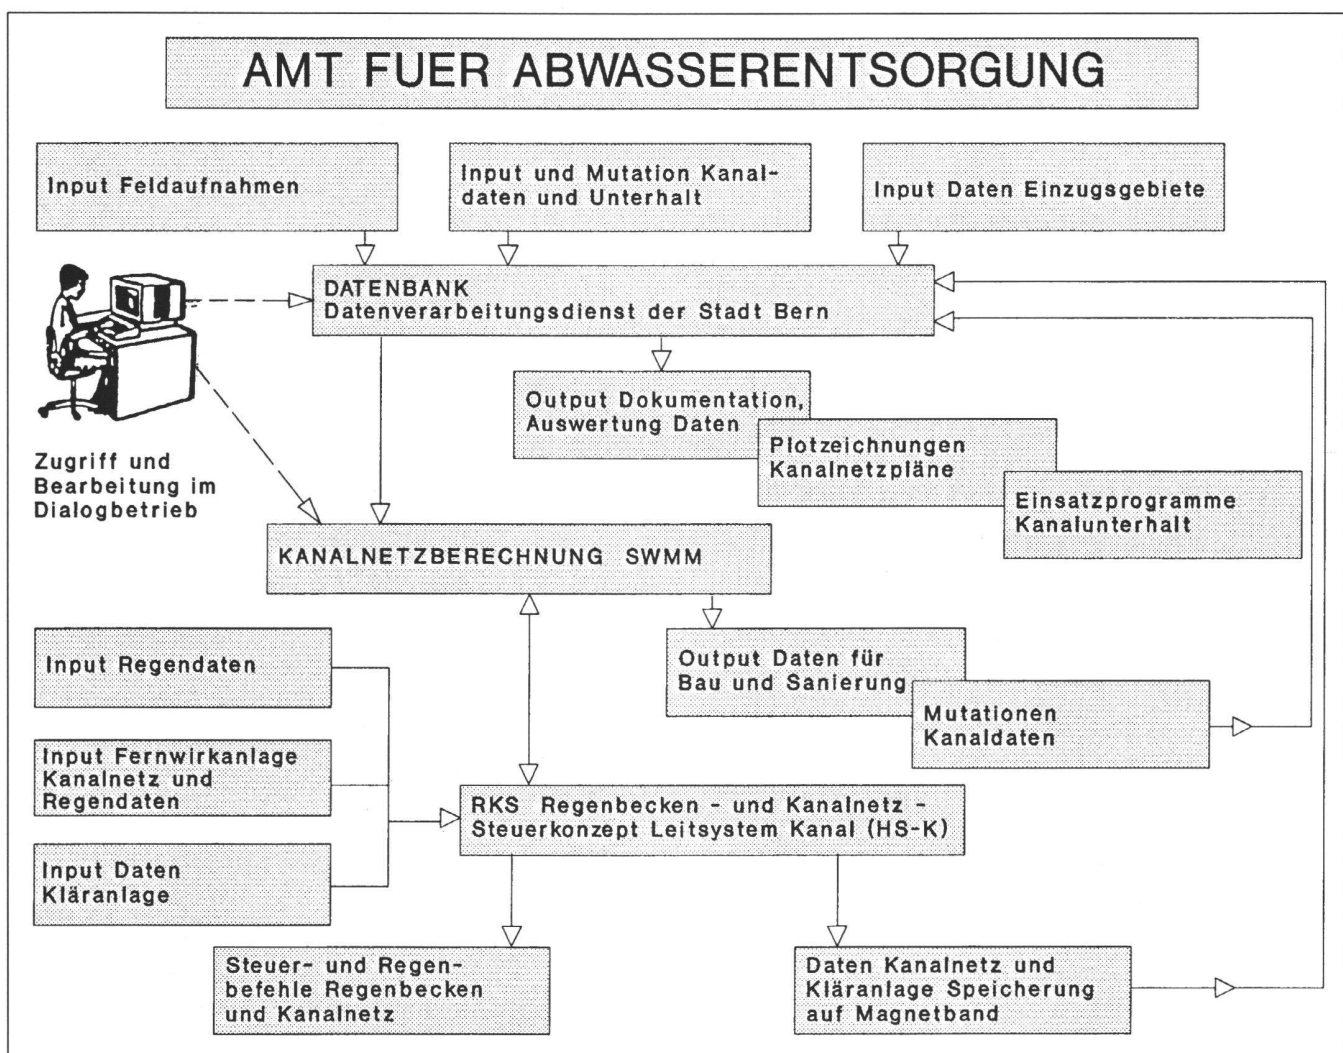 AMT FUER ABWASSERENTSORGUNG
Input Feldaufnahmen
Input und Mutation Kanal-
daten und Unterhalt
Input Daten Einzugsgebiete
DATENBANK
Datenverarbeitungsdienst der Stadt Bern
Output Dokumentation,
Auswertung Daten
Plotzeichnungen
Kanalnetzpläne
Einsatzprogramme
Kanalunterhalt
Zugriff und
Bearbeitung im
Dialogbetrieb
KANALNETZBERECHNUNG SWMM
Input Regendaten
Output Daten für
Bau und Sanierung
Mutationen
Kanaldaten
Input Fernwirkanlage
Kanalnetz und
Regendaten
RKS Regenbecken - und Kanalnetz -
Steuerkonzept Leitsystem Kanal (HS-K)
Input Daten
Kläranlage
Steuer- und Regen-
befehle Regenbecken
und Kanalnetz
Daten Kanalnetz und
Kläranlage Speicherung
auf Magnetband